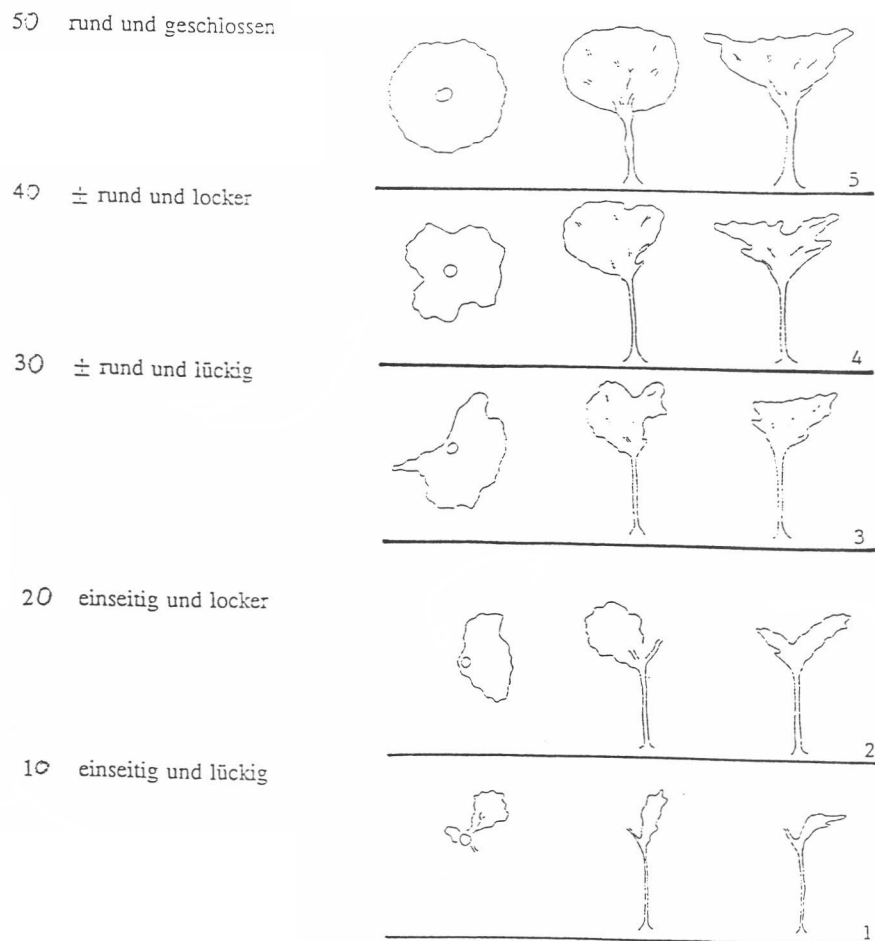 50 rund und geschlossen
5
40 ± rund und locker
4
30 ± rund und lückig
3
20 einseitig und locker
2
10 einseitig und lückig
1